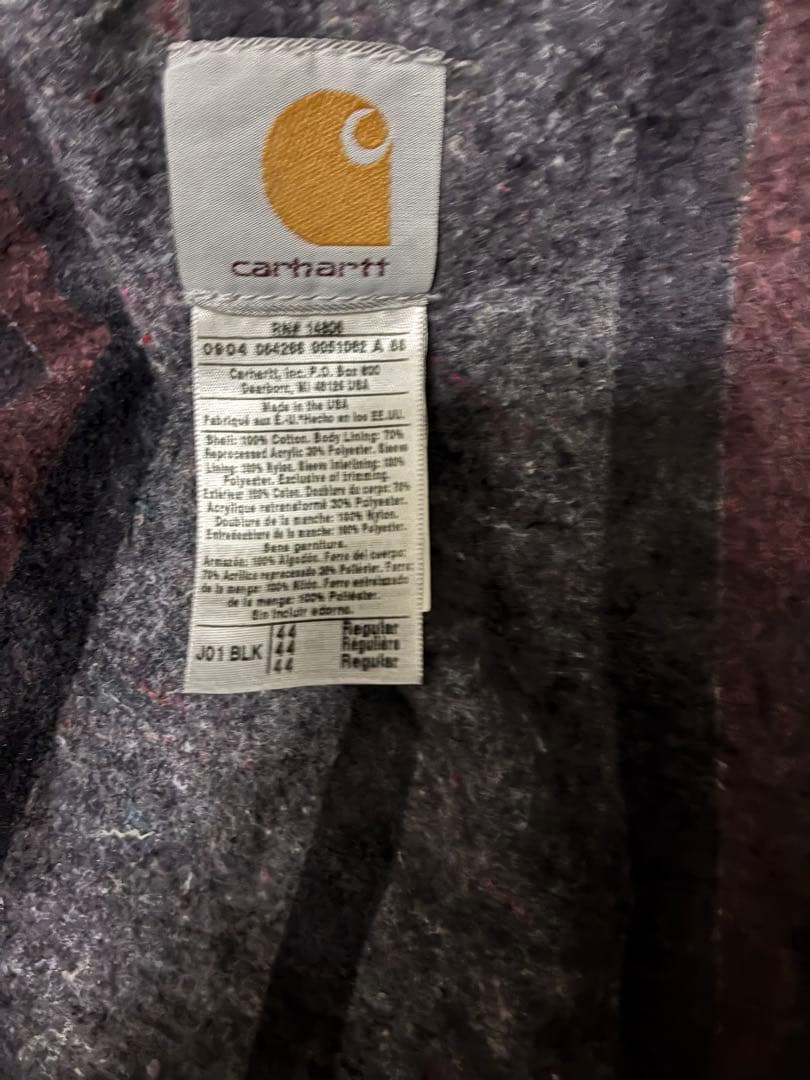 carhartt
RN# 14806
0904 064266 0051082 A 66
Carhartt, Inc. P.O. Box 600
Dearborn, MI 48126 USA
Made in the USA
Fabriqué aux É.-U. *Hecho en los EE.UU.
Shell: 100% Cotton. Body Lining: 70%
Reprocessed Acrylic 30% Polyester. Sleeve
Lining: 100% Nylon. Sleeve Interlining: 100%
Polyester. Exclusive of trimming.
Extérieur: 100% Coton. Doublure du corps: 70%
Acrylique retransformé 30% Polyester.
Doublure de la manche: 100% Nylon.
Entredoublure de la manche: 100% Polyester.
Sans garniture.
Armazón: 100% Algodón. Forro del cuerpo:
70% Acrílico reprocesado 30% Poliéster. Forro
de la manga: 100% Nilón. Forro entrelazado
de la manga: 100% Poliéster.
Sin incluir adorno.
J01 BLK 44 Regular
44 Régulière
44 Regular